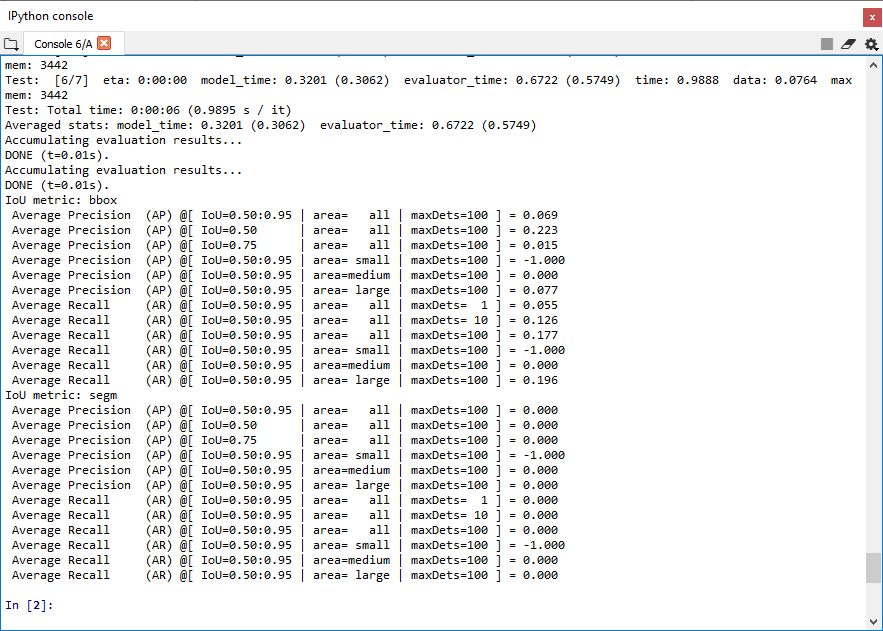 IPython console
Console 6/A
mem: 3442
Test:  [6/7]  eta: 0:00:00  model_time: 0.3201 (0.3062)  evaluator_time: 0.6722 (0.5749)  time: 0.9888  data: 0.0764  max
mem: 3442
Test: Total time: 0:00:06 (0.9895 s / it)
Averaged stats: model_time: 0.3201 (0.3062)  evaluator_time: 0.6722 (0.5749)
Accumulating evaluation results...
DONE (t=0.01s).
Accumulating evaluation results...
DONE (t=0.01s).
IoU metric: bbox
 Average Precision  (AP) @[ IoU=0.50:0.95 | area=   all | maxDets=100 ] = 0.069
 Average Precision  (AP) @[ IoU=0.50      | area=   all | maxDets=100 ] = 0.223
 Average Precision  (AP) @[ IoU=0.75      | area=   all | maxDets=100 ] = 0.015
 Average Precision  (AP) @[ IoU=0.50:0.95 | area= small | maxDets=100 ] = -1.000
 Average Precision  (AP) @[ IoU=0.50:0.95 | area=medium | maxDets=100 ] = 0.000
 Average Precision  (AP) @[ IoU=0.50:0.95 | area= large | maxDets=100 ] = 0.077
 Average Recall     (AR) @[ IoU=0.50:0.95 | area=   all | maxDets=  1 ] = 0.055
 Average Recall     (AR) @[ IoU=0.50:0.95 | area=   all | maxDets= 10 ] = 0.126
 Average Recall     (AR) @[ IoU=0.50:0.95 | area=   all | maxDets=100 ] = 0.177
 Average Recall     (AR) @[ IoU=0.50:0.95 | area= small | maxDets=100 ] = -1.000
 Average Recall     (AR) @[ IoU=0.50:0.95 | area=medium | maxDets=100 ] = 0.000
 Average Recall     (AR) @[ IoU=0.50:0.95 | area= large | maxDets=100 ] = 0.196
IoU metric: segm
 Average Precision  (AP) @[ IoU=0.50:0.95 | area=   all | maxDets=100 ] = 0.000
 Average Precision  (AP) @[ IoU=0.50      | area=   all | maxDets=100 ] = 0.000
 Average Precision  (AP) @[ IoU=0.75      | area=   all | maxDets=100 ] = 0.000
 Average Precision  (AP) @[ IoU=0.50:0.95 | area= small | maxDets=100 ] = -1.000
 Average Precision  (AP) @[ IoU=0.50:0.95 | area=medium | maxDets=100 ] = 0.000
 Average Precision  (AP) @[ IoU=0.50:0.95 | area= large | maxDets=100 ] = 0.000
 Average Recall     (AR) @[ IoU=0.50:0.95 | area=   all | maxDets=  1 ] = 0.000
 Average Recall     (AR) @[ IoU=0.50:0.95 | area=   all | maxDets= 10 ] = 0.000
 Average Recall     (AR) @[ IoU=0.50:0.95 | area=   all | maxDets=100 ] = 0.000
 Average Recall     (AR) @[ IoU=0.50:0.95 | area= small | maxDets=100 ] = -1.000
 Average Recall     (AR) @[ IoU=0.50:0.95 | area=medium | maxDets=100 ] = 0.000
 Average Recall     (AR) @[ IoU=0.50:0.95 | area= large | maxDets=100 ] = 0.000
In [2]: